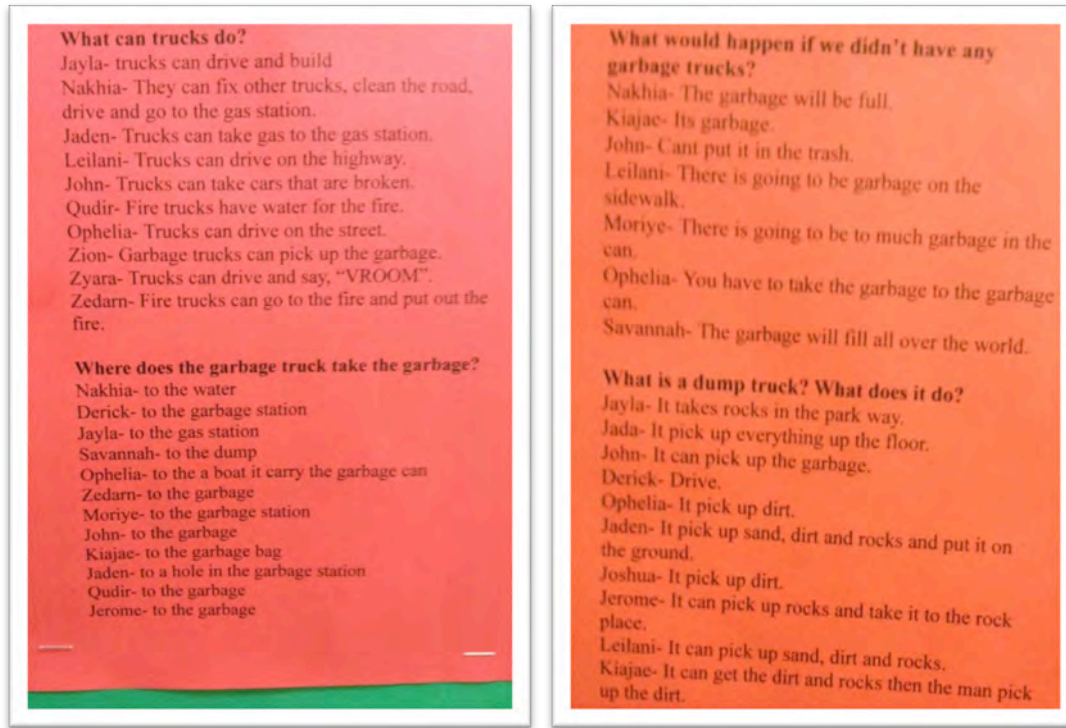 What can trucks do?
Jayla- trucks can drive and build
Nakhia- They can fix other trucks, clean the road,
drive and go to the gas station.
Jaden- Trucks can take gas to the gas station.
Leilani- Trucks can drive on the highway.
John- Trucks can take cars that are broken.
Qudir- Fire trucks have water for the fire.
Ophelia- Trucks can drive on the street.
Zion- Garbage trucks can pick up the garbage.
Zyara- Trucks can drive and say, “VROOM”.
Zedarn- Fire trucks can go to the fire and put out the
fire.
Where does the garbage truck take the garbage?
Nakhia- to the water
Derick- to the garbage station
Jayla- to the gas station
Savannah- to the dump
Ophelia- to the a boat it carry the garbage can
Zedarn- to the garbage
Moriye- to the garbage station
John- to the garbage
Kiajae- to the garbage bag
Jaden- to a hole in the garbage station
Qudir- to the garbage
Jerome- to the garbage
What would happen if we didn’t have any
garbage trucks?
Nakhia- The garbage will be full.
Kiajae- Its garbage.
John- Cant put it in the trash.
Leilani- There is going to be garbage on the
sidewalk.
Moriye- There is going to be to much garbage in the
can.
Ophelia- You have to take the garbage to the garbage
can.
Savannah- The garbage will fill all over the world.
What is a dump truck? What does it do?
Jayla- It takes rocks in the park way.
Jada- It pick up everything up the floor.
John- It can pick up the garbage.
Derick- Drive.
Ophelia- It pick up dirt.
Jaden- It pick up sand, dirt and rocks and put it on
the ground.
Joshua- It pick up dirt.
Jerome- It can pick up rocks and take it to the rock
place.
Leilani- It can pick up sand, dirt and rocks.
Kiajae- It can get the dirt and rocks then the man pick
up the dirt.